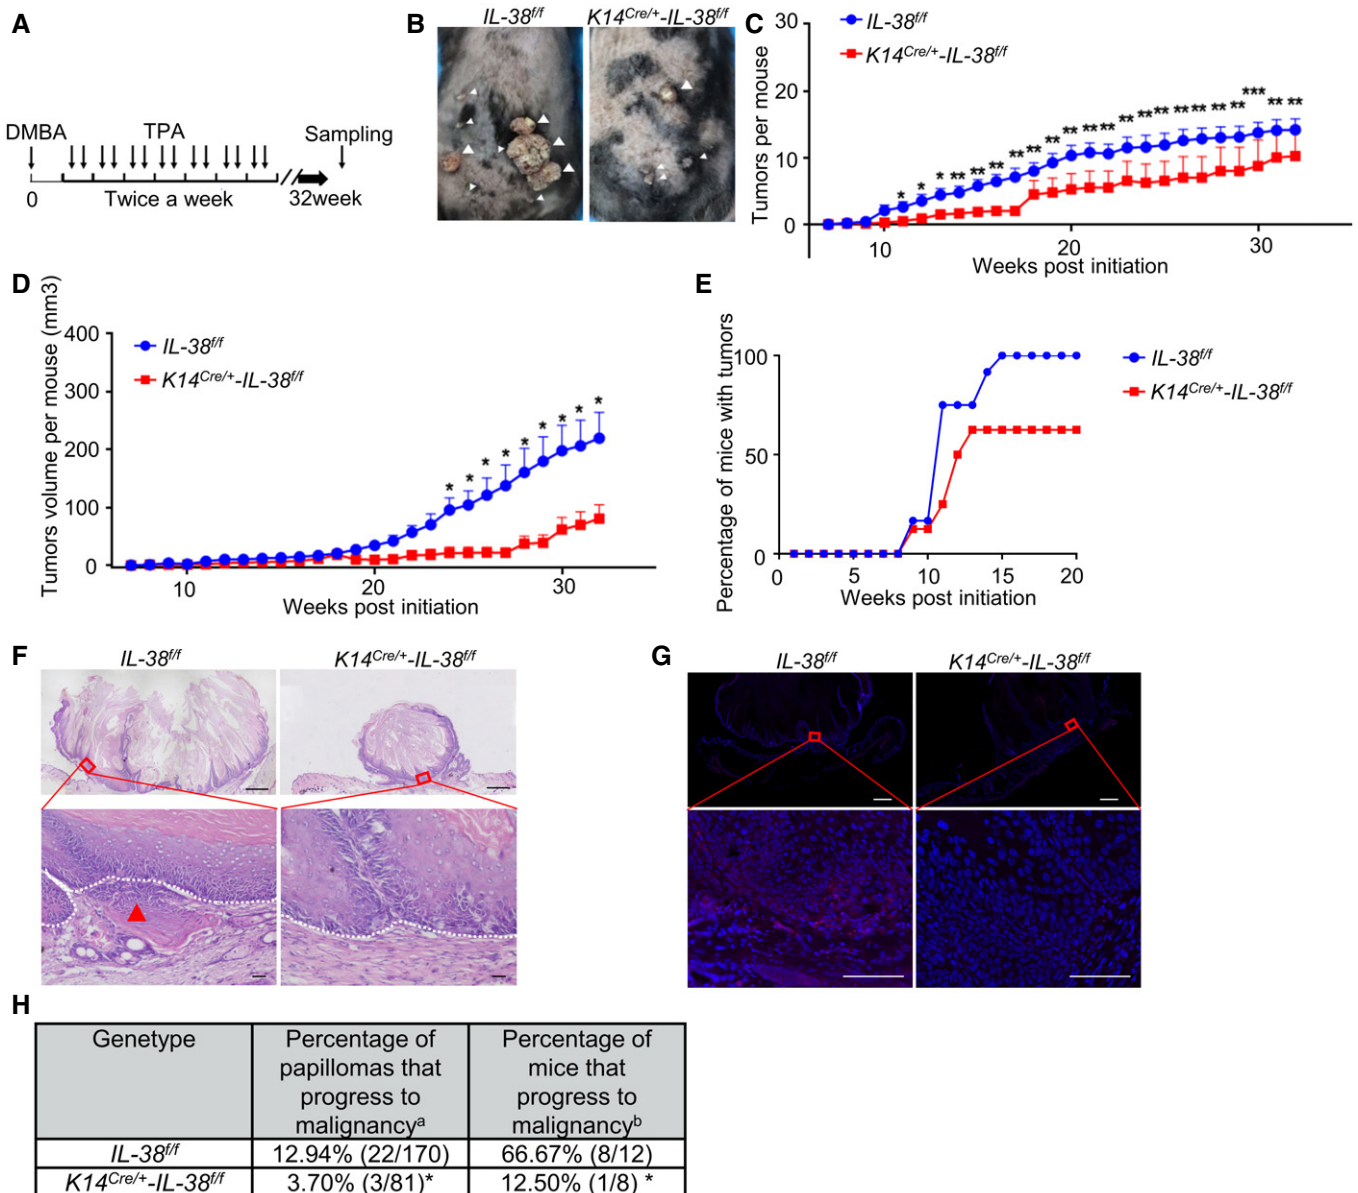 A
DMBA
TPA
Sampling
0
Twice a week
32week
B
IL-38f/f
K14Cre/+-IL-38f/f
C
IL-38f/f
K14Cre/+-IL-38f/f
Tumors per mouse
30
20
10
0
* * * ** ** ** ** ** ** ** ** ** ** ** ** ** ** ** ** *** ** **
10
20
30
Weeks post initiation
D
IL-38f/f
K14Cre/+-IL-38f/f
Tumors volume per mouse (mm3)
400
300
200
100
0
* * * * * * * * *
10
20
30
Weeks post initiation
E
IL-38f/f
K14Cre/+-IL-38f/f
Percentage of mice with tumors
100
50
0
0
5
10
15
20
Weeks post initiation
F
IL-38f/f
K14Cre/+-IL-38f/f
G
IL-38f/f
K14Cre/+-IL-38f/f
H
Genetype
Percentage of
papillomas that
progress to
malignancya
Percentage of
mice that
progress to
malignancyb
IL-38f/f
12.94% (22/170)
66.67% (8/12)
K14Cre/+-IL-38f/f
3.70% (3/81)*
12.50% (1/8) *